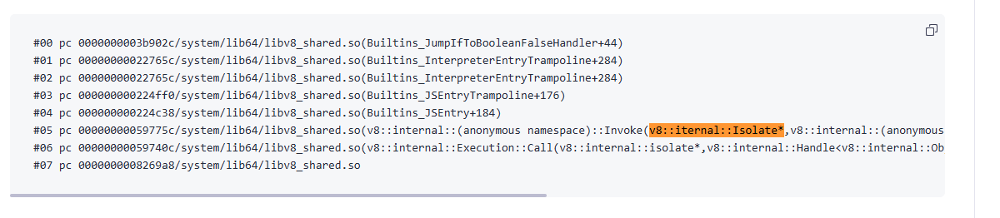 #00 pc 0000000003b902c/system/lib64/libv8_shared.so(Builtins_JumpIfToBooleanFalseHandler+44)
#01 pc 00000000022765c/system/lib64/libv8_shared.so(Builtins_InterpreterEntryTrampoline+284)
#02 pc 00000000022765c/system/lib64/libv8_shared.so(Builtins_InterpreterEntryTrampoline+284)
#03 pc 000000000224ff0/system/lib64/libv8_shared.so(Builtins_JSEntryTrampoline+176)
#04 pc 000000000224c38/system/lib64/libv8_shared.so(Builtins_JSEntry+184)
#05 pc 00000000059775c/system/lib64/libv8_shared.so(v8::internal::(anonymous namespace)::Invoke(v8::iternal::Isolate*,v8::internal::(anonymous
#06 pc 00000000059740c/system/lib64/libv8_shared.so(v8::internal::Execution::Call(v8::internal::isolate*,v8::internal::Handle<v8::internal::Ob
#07 pc 0000000008269a8/system/lib64/libv8_shared.so